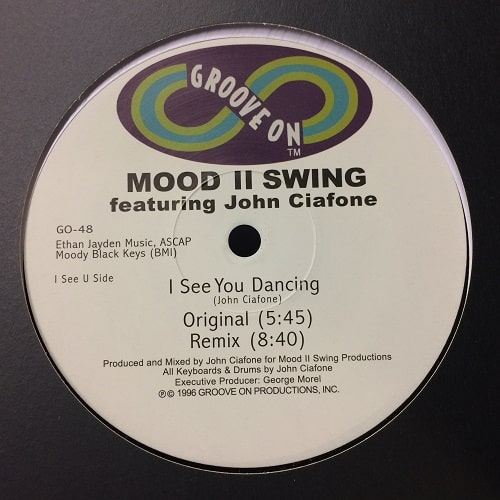 GROOVE ON
TM
MOOD II SWING
featuring John Ciafone
GO-48
Ethan Jayden Music, ASCAP
Moody Black Keys (BMI)
I See U Side
I See You Dancing
(John Ciafone)
Original (5:45)
Remix (8:40)
Produced and Mixed by John Ciafone for Mood II Swing Productions
All Keyboards & Drums by John Ciafone
Executive Producer: George Morel
℗© 1996 GROOVE ON PRODUCTIONS, INC.